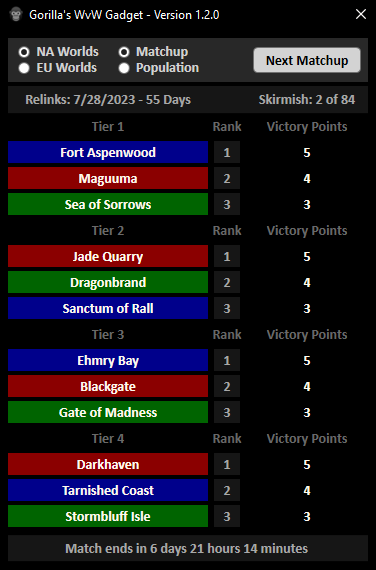 Gorilla's WvW Gadget - Version 1.2.0
NA Worlds Matchup
EU Worlds Population
Next Matchup
Relinks: 7/28/2023 - 55 Days Skirmish: 2 of 84
Tier 1 Rank Victory Points
Fort Aspenwood 1 5
Maguuma 2 4
Sea of Sorrows 3 3
Tier 2 Victory Points
Jade Quarry 1 5
Dragonbrand 2 4
Sanctum of Rall 3 3
Tier 3 Rank Victory Points
Ehmry Bay 1 5
Blackgate 2 4
Gate of Madness 3 3
Tier 4 Rank Victory Points
Darkhaven 1 5
Tarnished Coast 2 4
Stormbluff Isle 3 3
Match ends in 6 days 21 hours 14 minutes